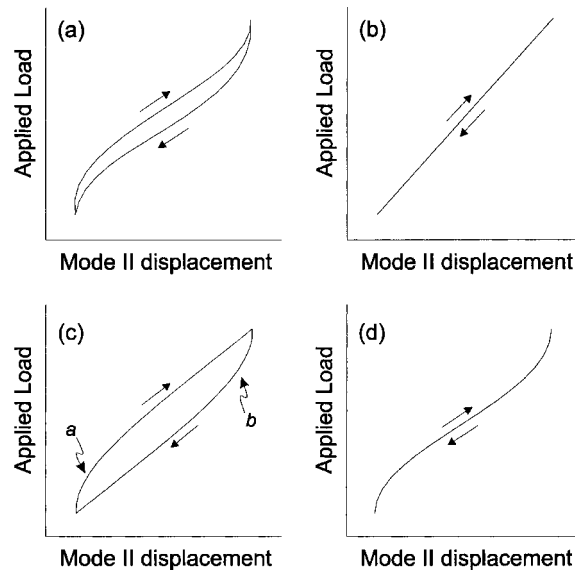 (a)
Applied Load
Mode II displacement
(b)
Applied Load
Mode II displacement
(c)
a
b
Applied Load
Mode II displacement
(d)
Applied Load
Mode II displacement